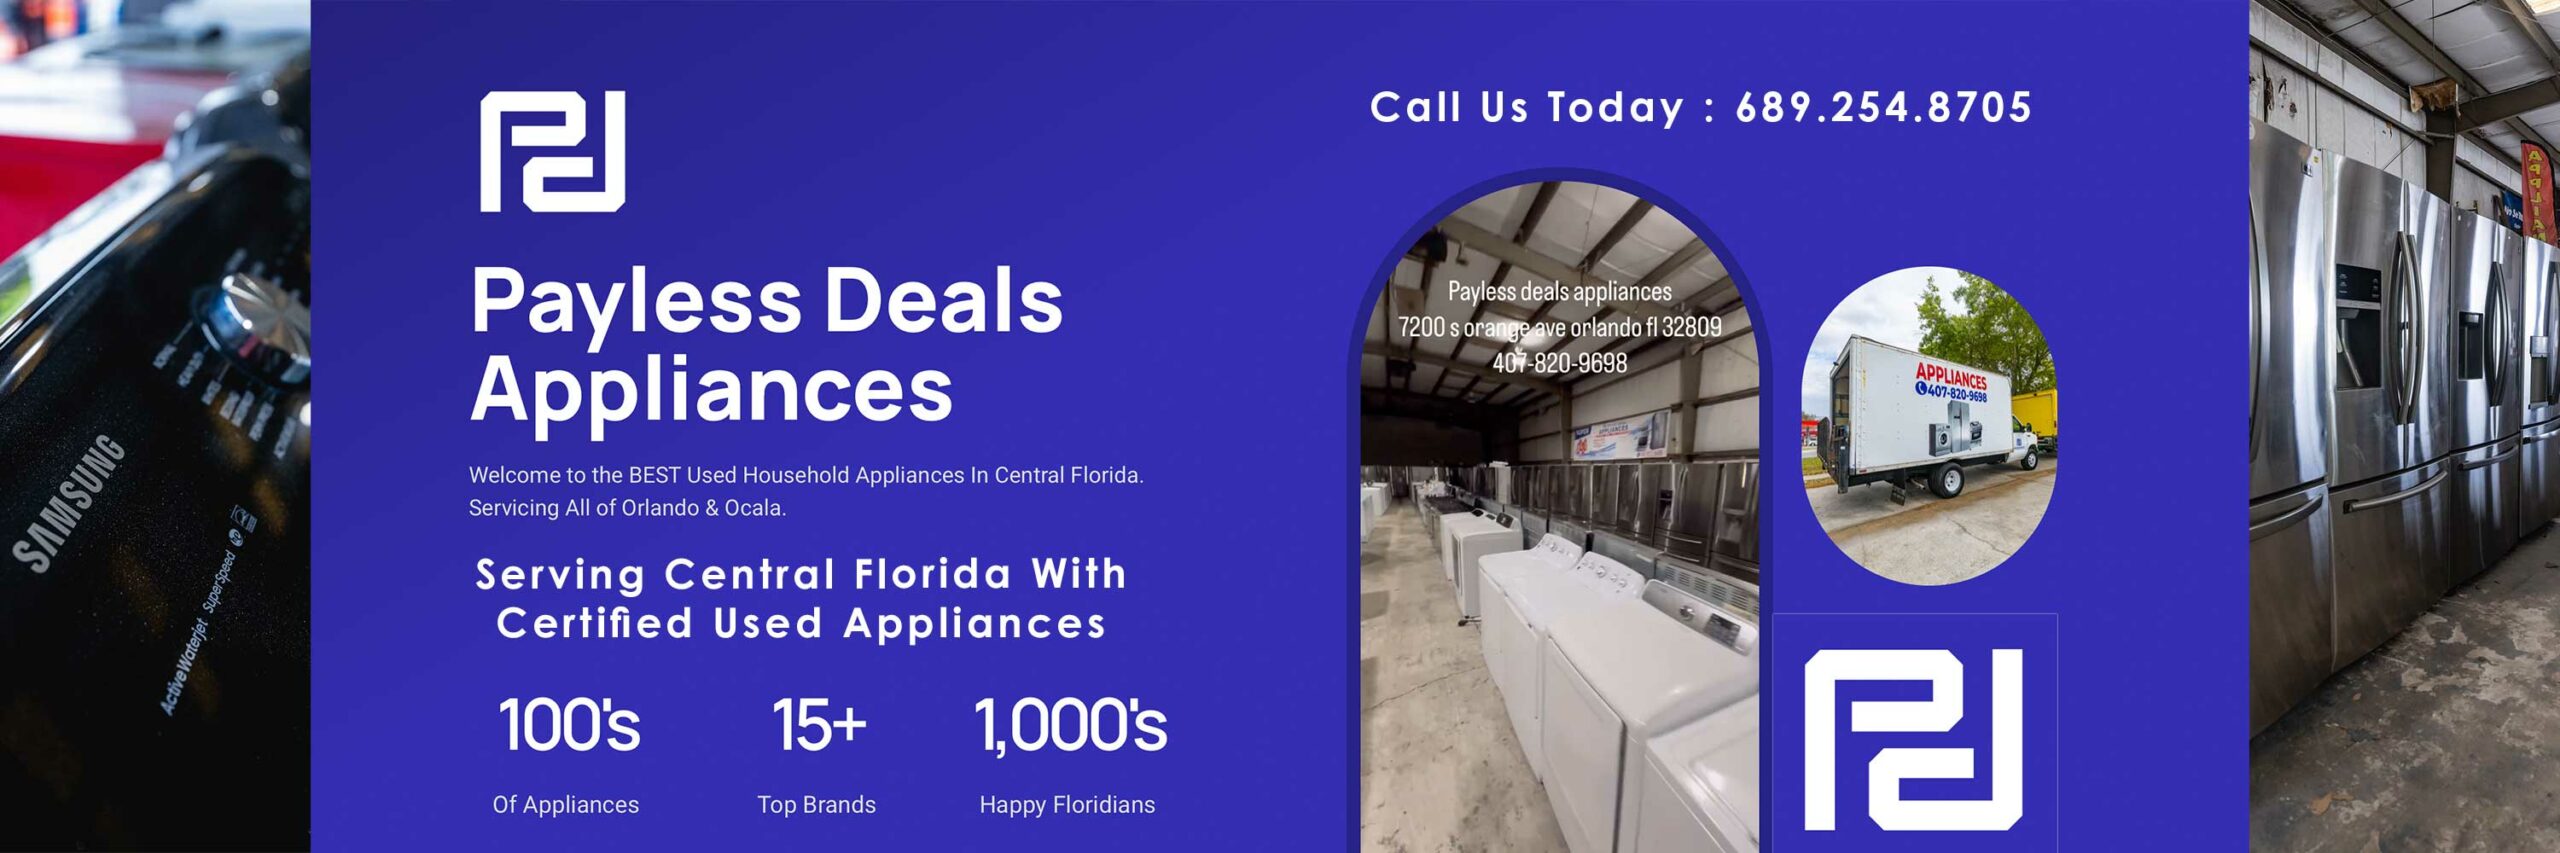 Payless Deals
Appliances
Welcome to the BEST Used Household Appliances In Central Florida.
Servicing All of Orlando & Ocala.
Serving Central Florida With
Certified Used Appliances
100's
Of Appliances
15+
Top Brands
1,000's
Happy Floridians
Call Us Today : 689.254.8705
Payless deals appliances
7200 s orange ave orlando fl 32809
407-820-9698
APPLIANCES
407-820-9698
SAMSUNG
ActiveWaterjet SuperSpeed